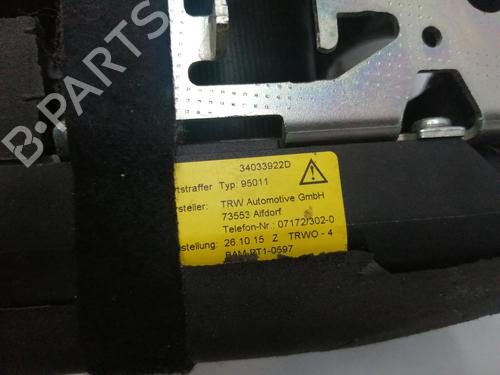 B-PARTS
34033922D
rtstraffer Typ: 95011
rsteller: TRW Automotive GmbH
73553 Alfdorf
Telefon-Nr.: 07172/302-0
stellung: 26.10 15 Z TRWO - 4
BAM-PT1-0597